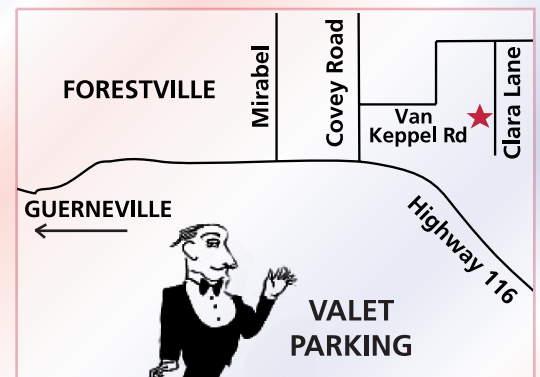 FORESTVILLE
Mirabel
Covey Road
Van
Keppel Rd
Clara Lane
GUERNEVILLE
Highway 116
VALET
PARKING